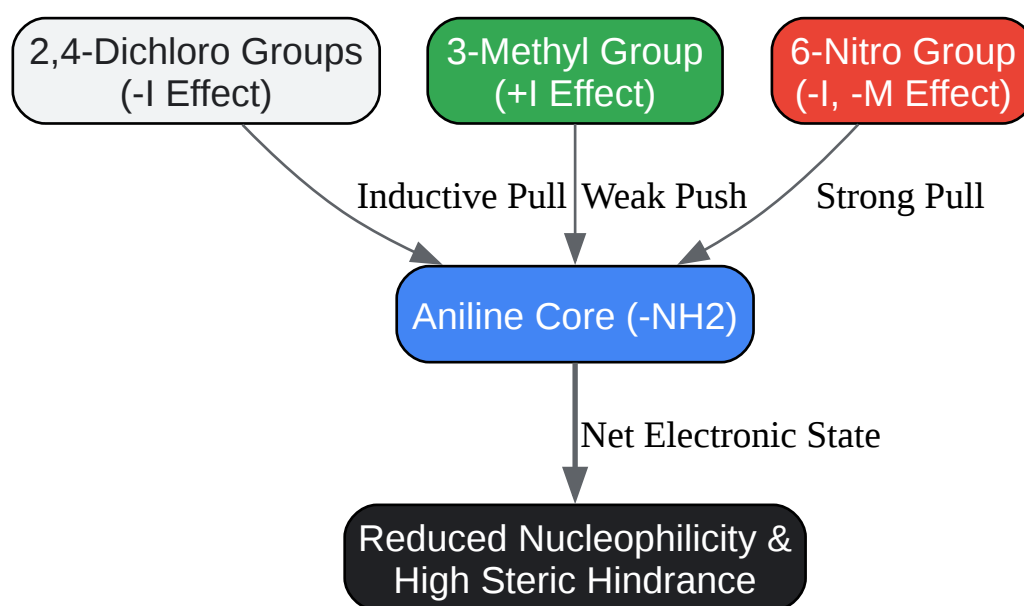 2,4-Dichloro Groups
(-I Effect)
3-Methyl Group
(+I Effect)
6-Nitro Group
(-I, -M Effect)
Inductive Pull
Weak Push
Strong Pull
Aniline Core (-NH2)
Net Electronic State
Reduced Nucleophilicity &
High Steric Hindrance